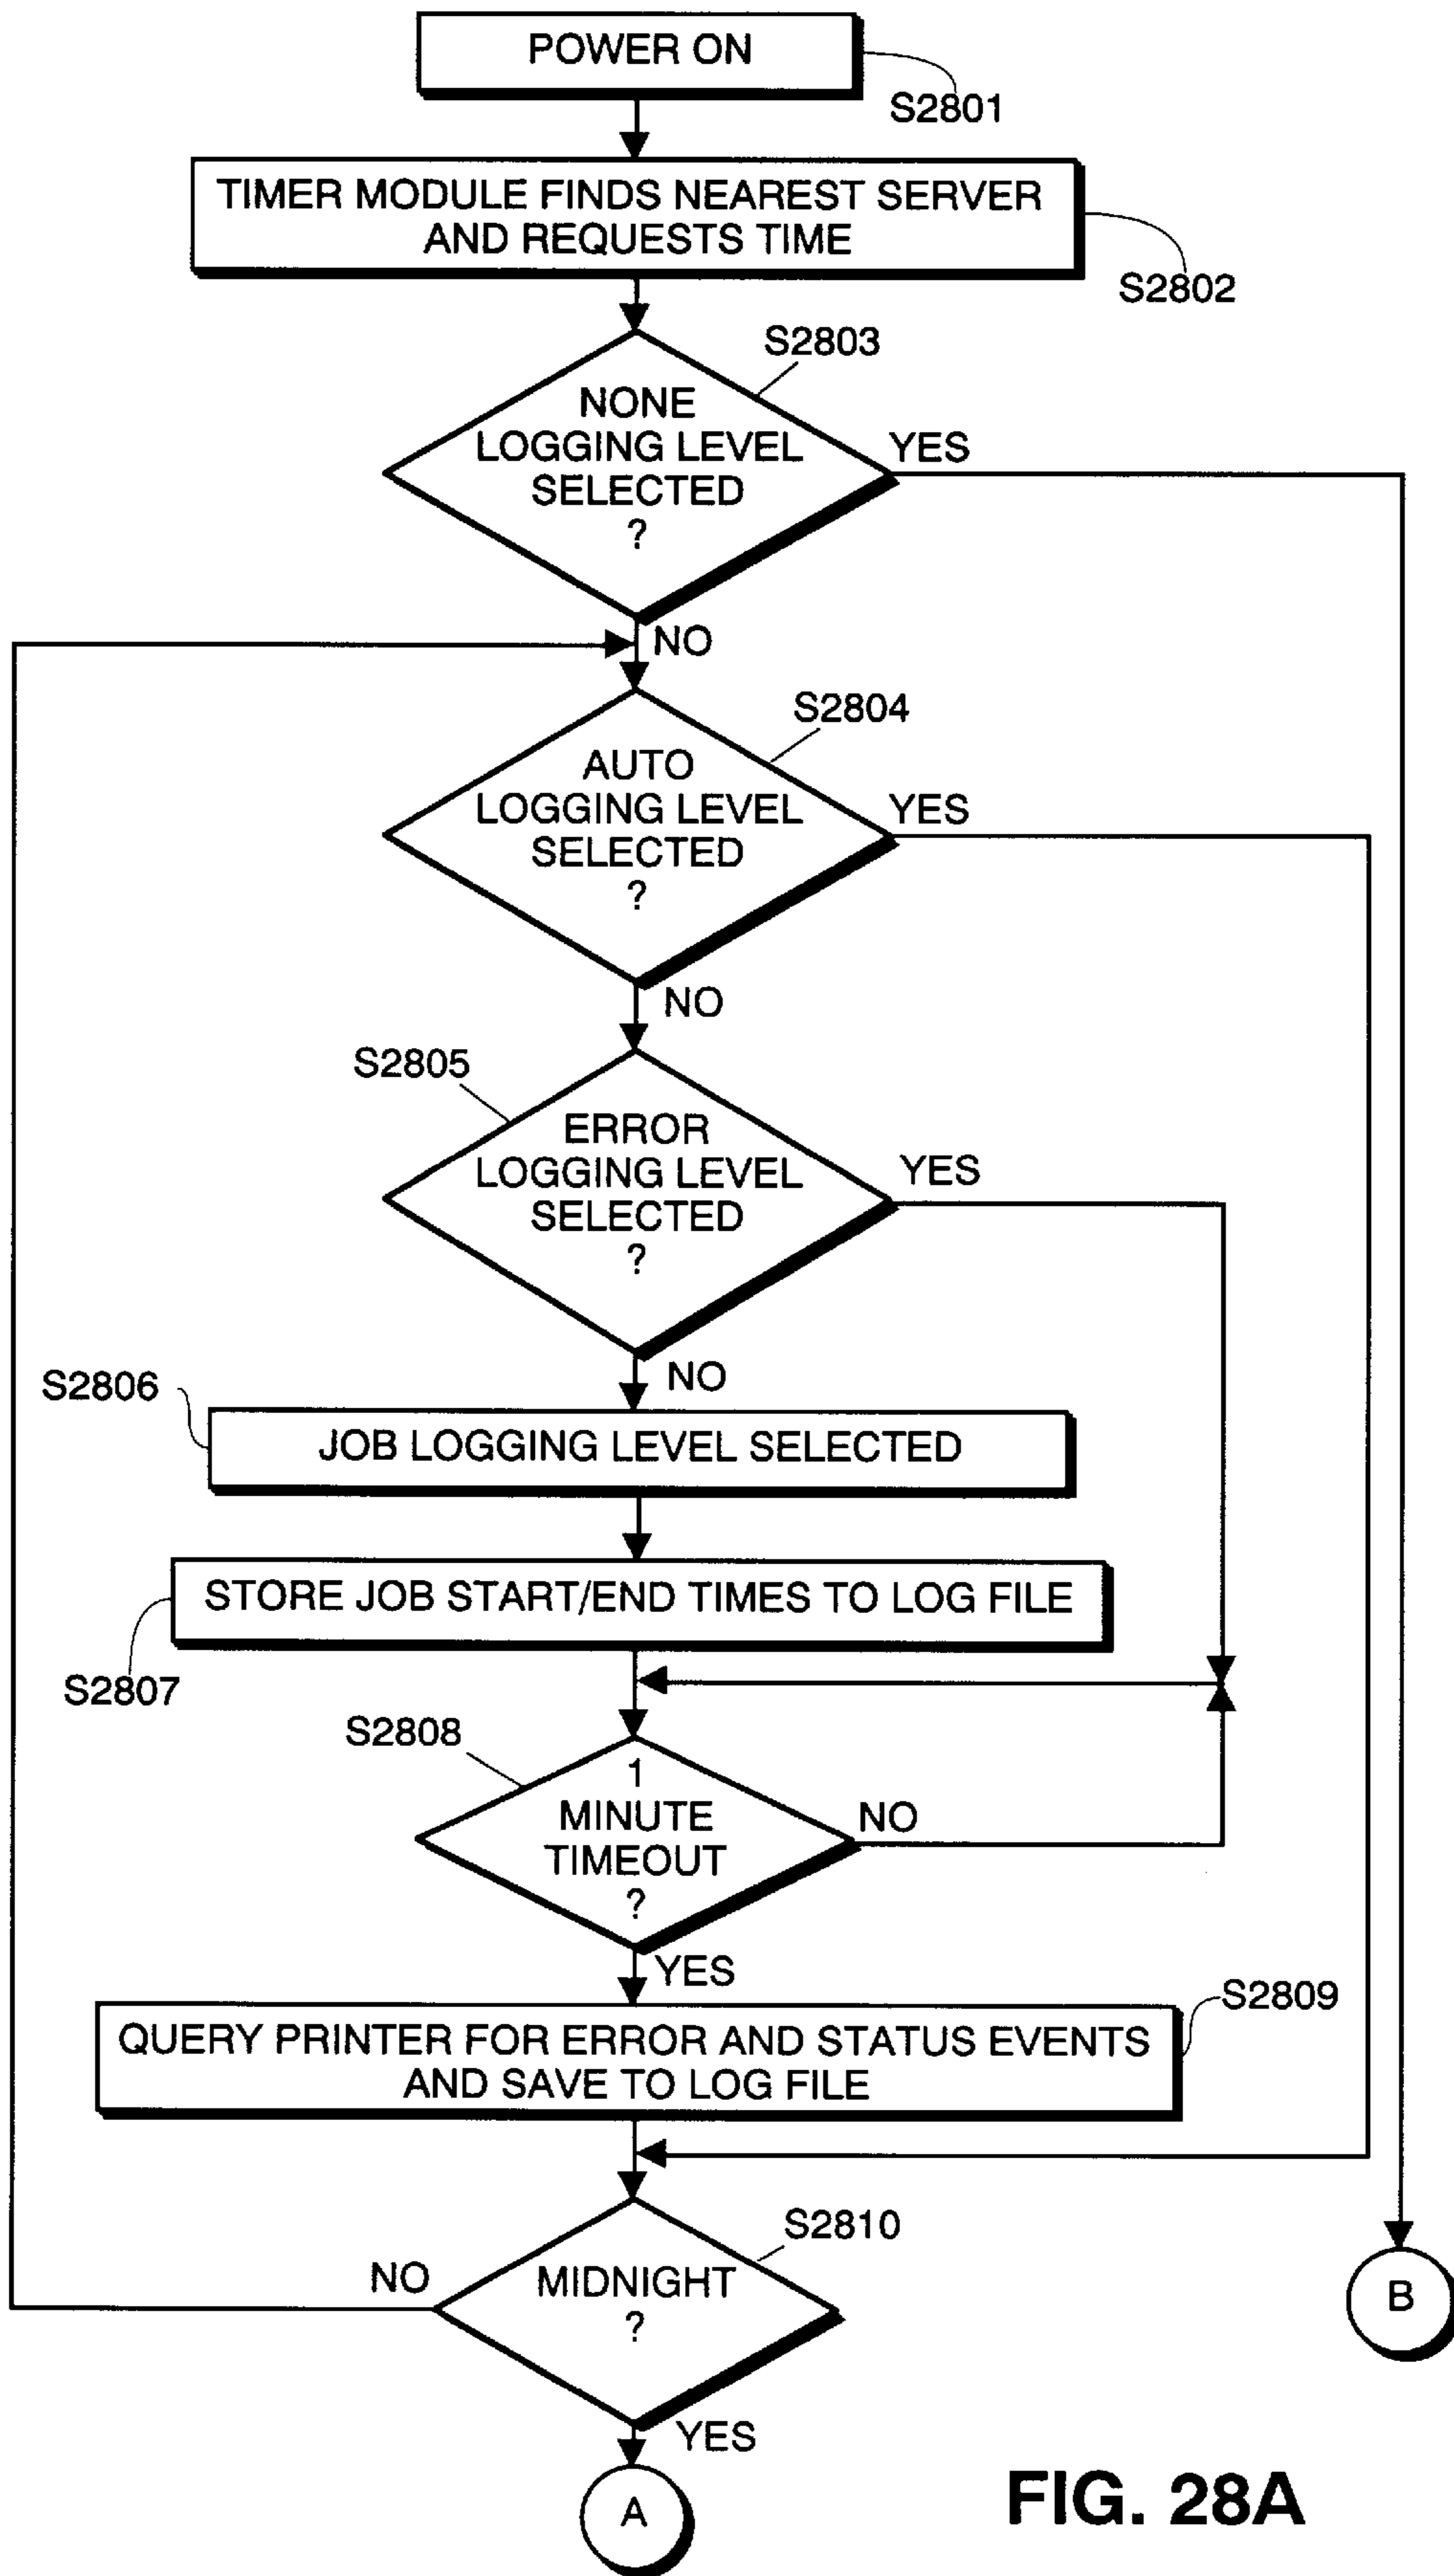 POWER ON
S2801
TIMER MODULE FINDS NEAREST SERVER
AND REQUESTS TIME
S2802
S2803
NONE
LOGGING LEVEL
SELECTED
?
YES
NO
S2804
AUTO
LOGGING LEVEL
SELECTED
?
YES
NO
S2805
ERROR
LOGGING LEVEL
SELECTED
?
YES
NO
S2806
JOB LOGGING LEVEL SELECTED
STORE JOB START/END TIMES TO LOG FILE
S2807
S2808
1
MINUTE
TIMEOUT
?
NO
YES
S2809
QUERY PRINTER FOR ERROR AND STATUS EVENTS
AND SAVE TO LOG FILE
S2810
NO
MIDNIGHT
?
B
YES
A
FIG. 28A